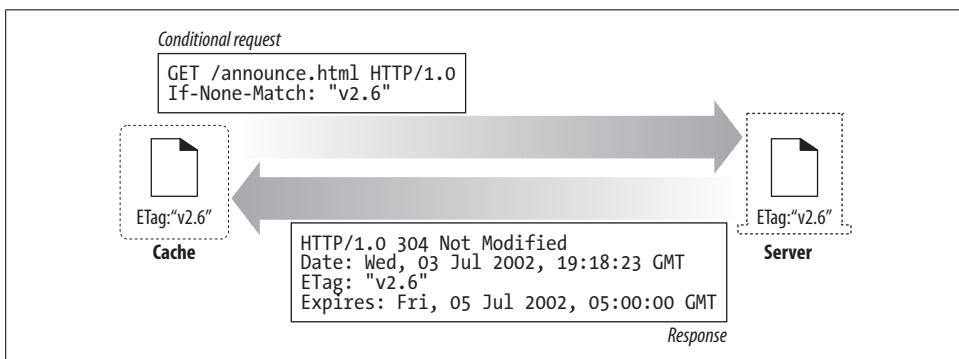 Conditional request
GET /announce.html HTTP/1.0
If-None-Match: "v2.6"
ETag:“v2.6”
Cache
ETag:“v2.6”
Server
HTTP/1.0 304 Not Modified
Date: Wed, 03 Jul 2002, 19:18:23 GMT
ETag: "v2.6"
Expires: Fri, 05 Jul 2002, 05:00:00 GMT
Response